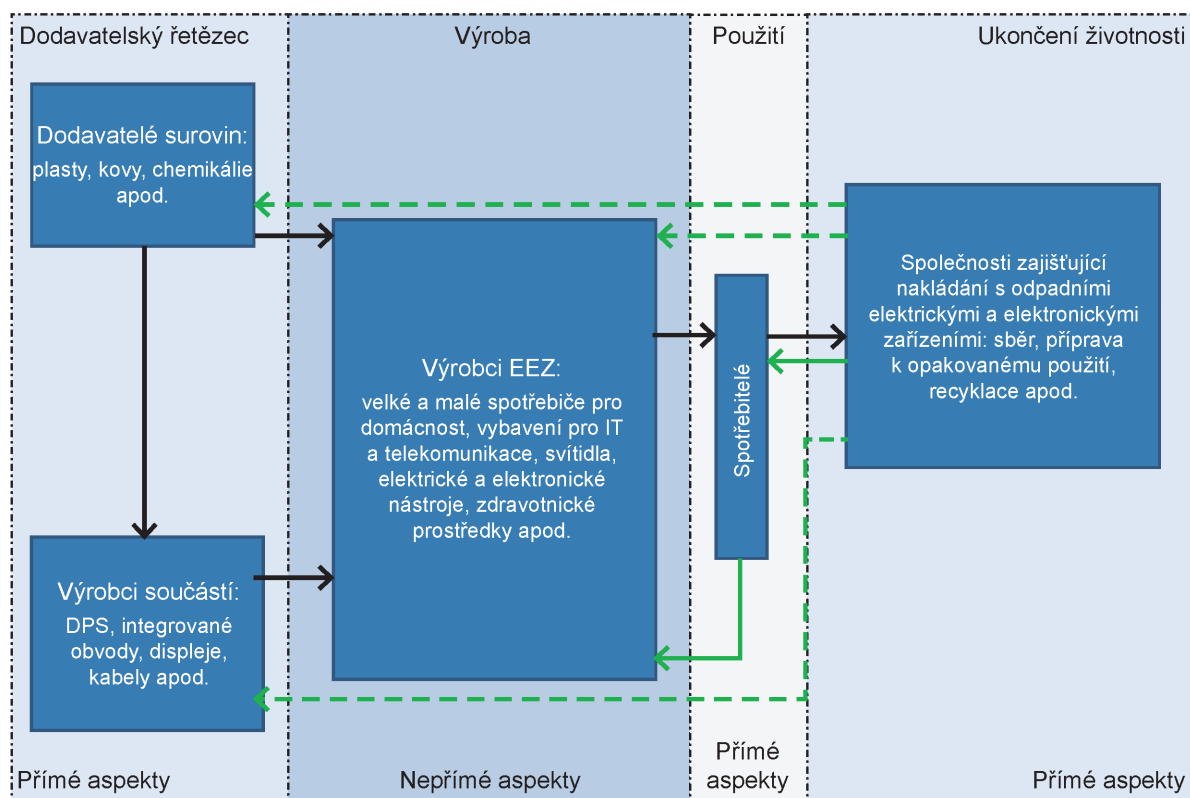 Dodavatelský řetězec
Výroba
Použití
Ukončení životnosti
Dodavatelé surovin:
plasty, kovy, chemikálie
apod.
Výrobci EEZ:
velké a malé spotřebiče pro
domácnost, vybavení pro IT
a telekomunikace, svítidla,
elektrické a elektronické
nástroje, zdravotnické
prostředky apod.
Spotřebitelé
Společnosti zajišťující
nakládání s odpadními
elektrickými a elektronickými
zařízeními: sběr, příprava
k opakovanému použití,
recyklace apod.
Výrobci součástí:
DPS, integrované
obvody, displeje,
kabely apod.
Přímé aspekty
Nepřímé aspekty
Přímé
aspekty
Přímé aspekty